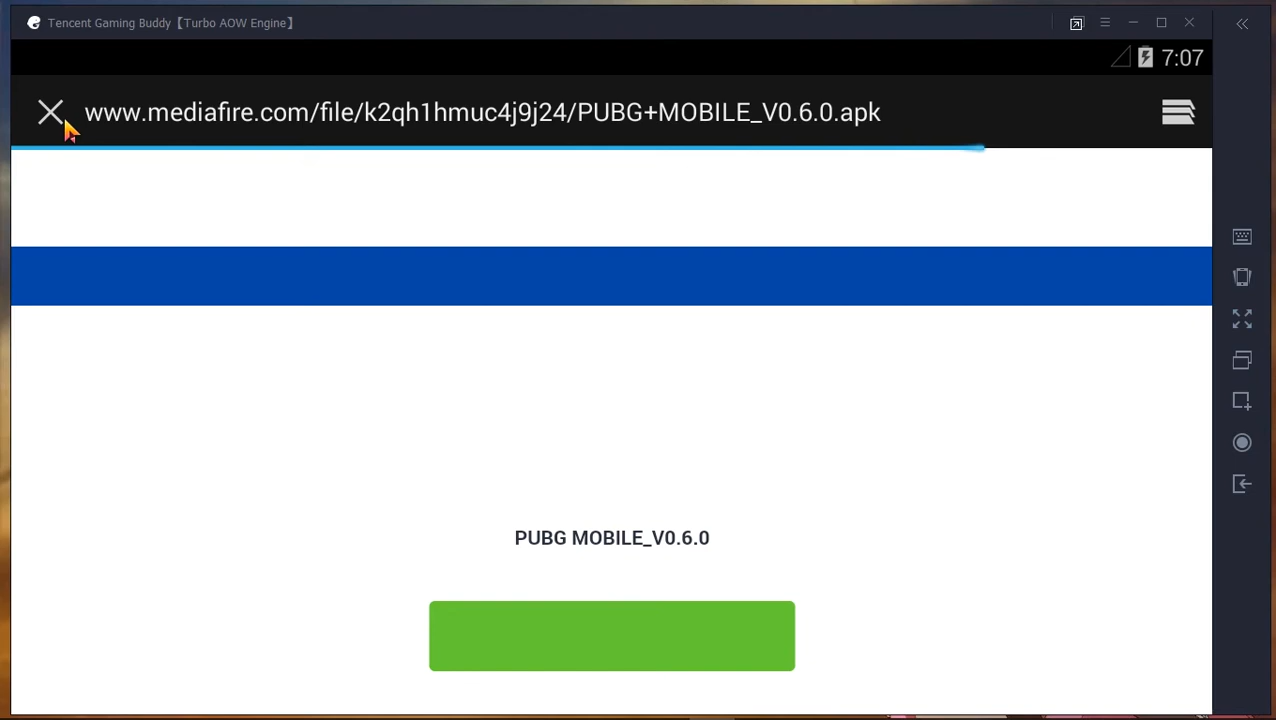 Tencent Gaming Buddy【Turbo AOW Engine】
7:07
www.mediafire.com/file/k2qh1hmuc4j9j24/PUBG+MOBILE_V0.6.0.apk
PUBG MOBILE_V0.6.0